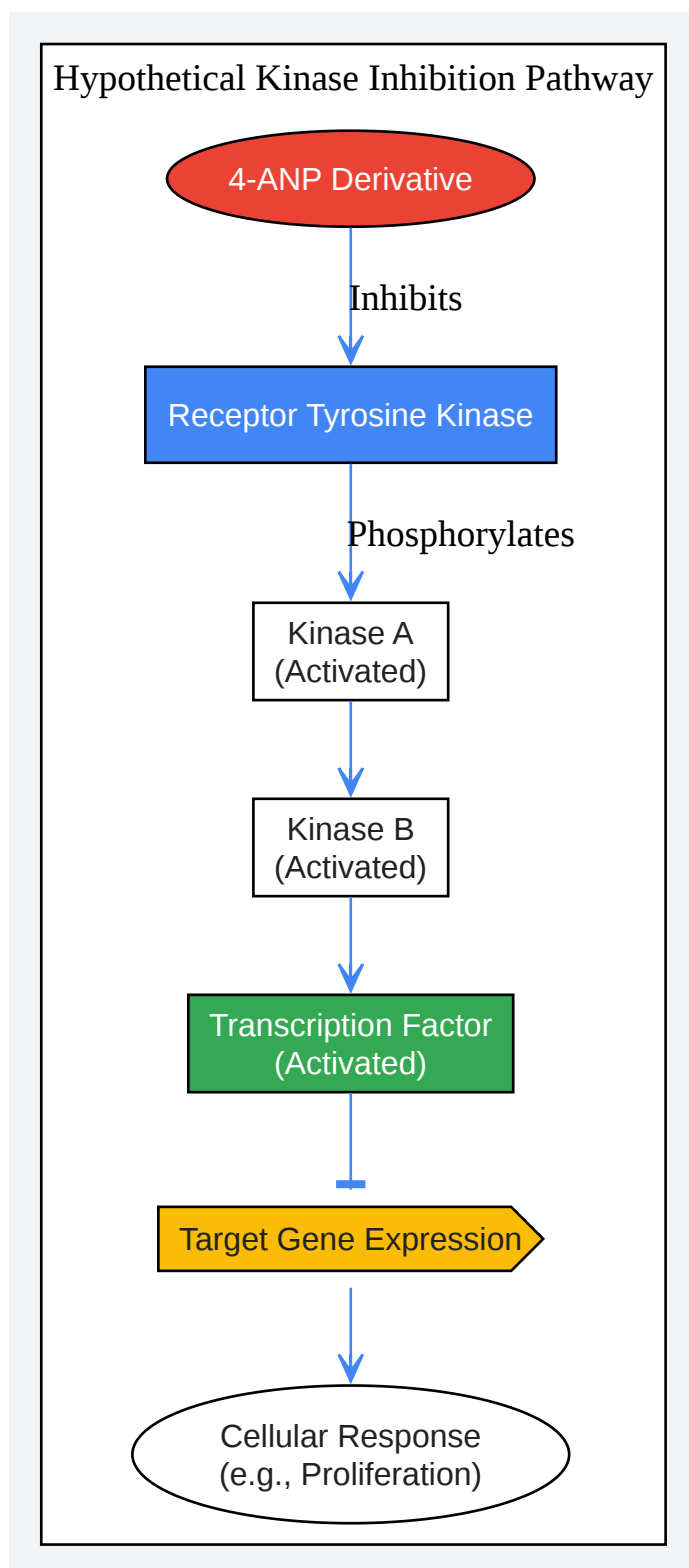 Hypothetical Kinase Inhibition Pathway
4-ANP Derivative
Inhibits
Receptor Tyrosine Kinase
Phosphorylates
Kinase A
(Activated)
Kinase B
(Activated)
Transcription Factor
(Activated)
Target Gene Expression
Cellular Response
(e.g., Proliferation)